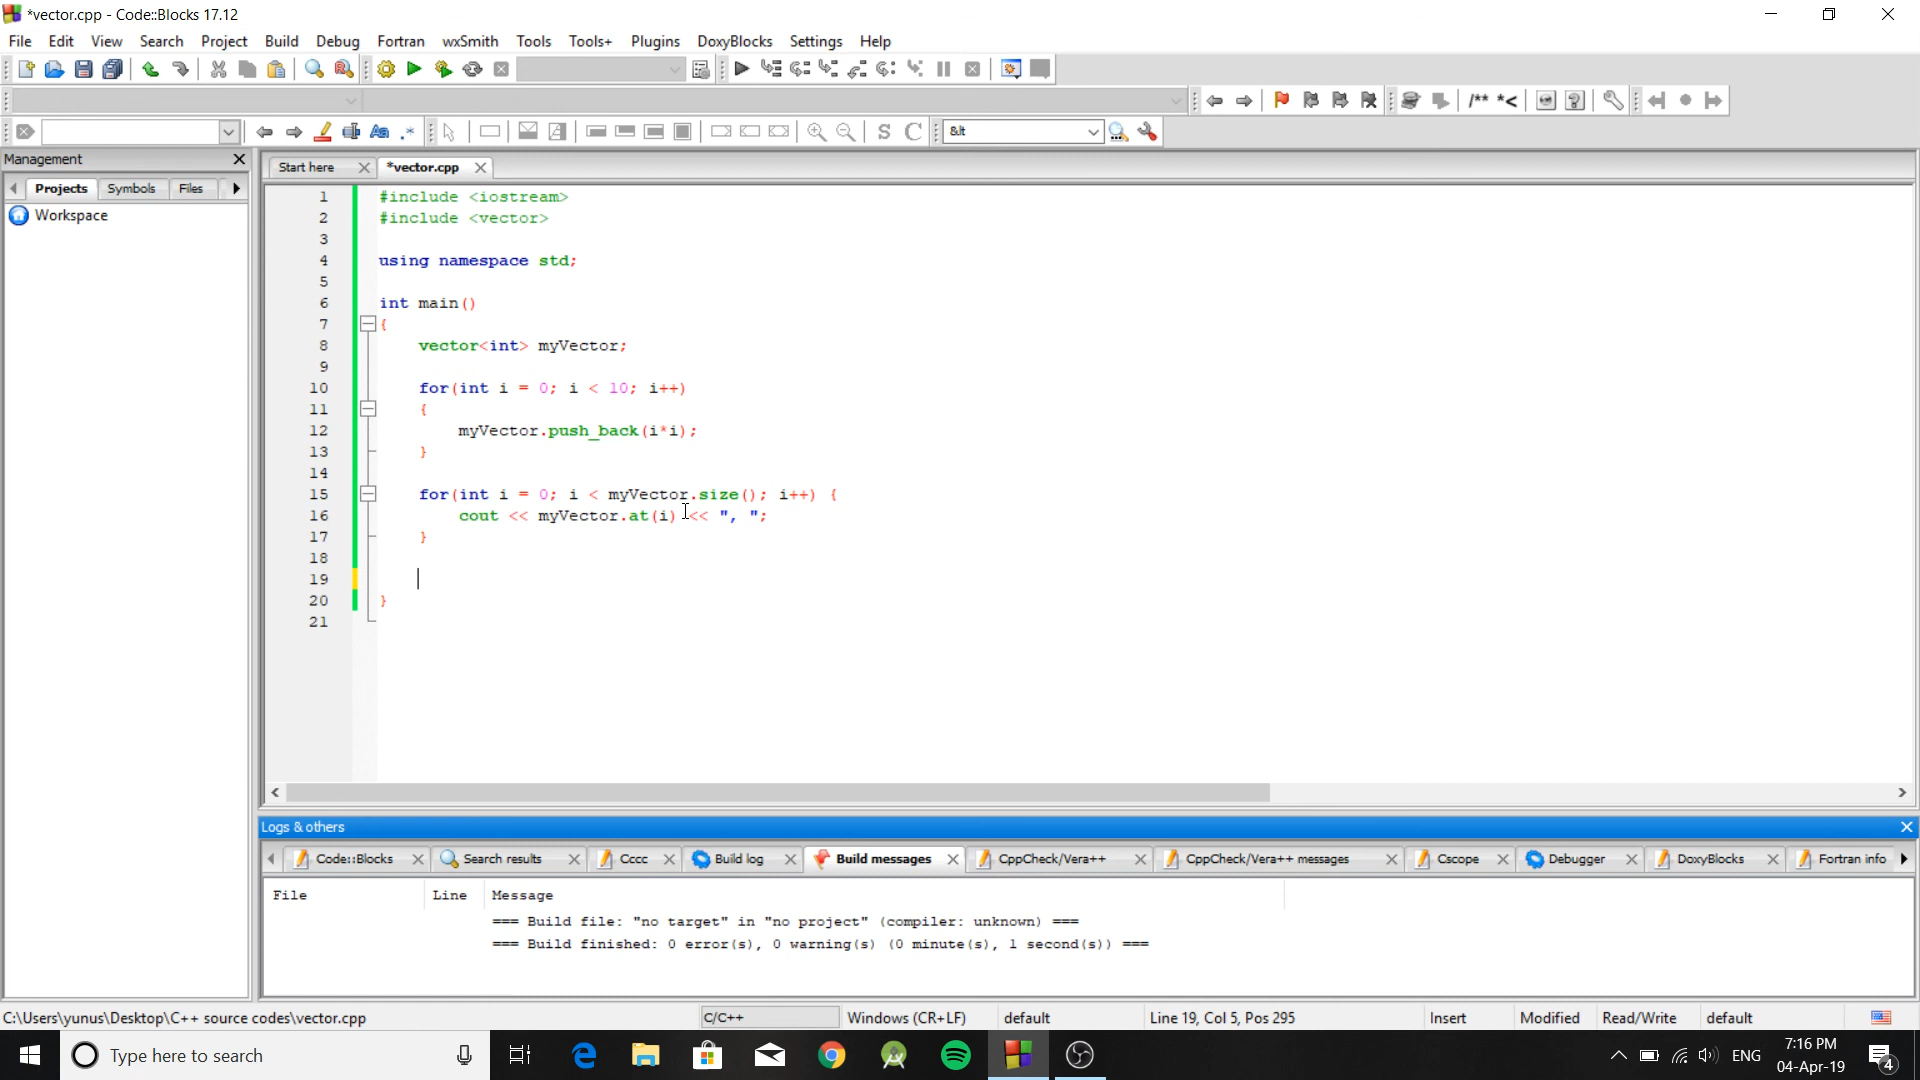 *vector.cpp - Code::Blocks 17.12
File Edit View Search Project Build Debug Fortran wxSmith Tools Tools+ Plugins DoxyBlocks Settings Help
/** *<
&lt
Management
Projects Symbols Files
Workspace
Start here *vector.cpp
1 #include <iostream>
2 #include <vector>
3
4 using namespace std;
5
6 int main()
7 {
8 vector<int> myVector;
9
10 for(int i = 0; i < 10; i++)
11 {
12 myVector.push_back(i*i);
13 }
14
15 for(int i = 0; i < myVector.size(); i++) {
16 cout << myVector.at(i) << ", ";
17 }
18
19
20 }
21
Logs & others
Code::Blocks Search results Cccc Build log Build messages CppCheck/Vera++ CppCheck/Vera++ messages Cscope Debugger DoxyBlocks Fortran info
File Line Message
=== Build file: "no target" in "no project" (compiler: unknown) ===
=== Build finished: 0 error(s), 0 warning(s) (0 minute(s), 1 second(s)) ===
C:\Users\yunus\Desktop\C++ source codes\vector.cpp C/C++ Windows (CR+LF) default Line 19, Col 5, Pos 295 Insert Modified Read/Write default
Type here to search ENG 7:16 PM
04-Apr-19 4